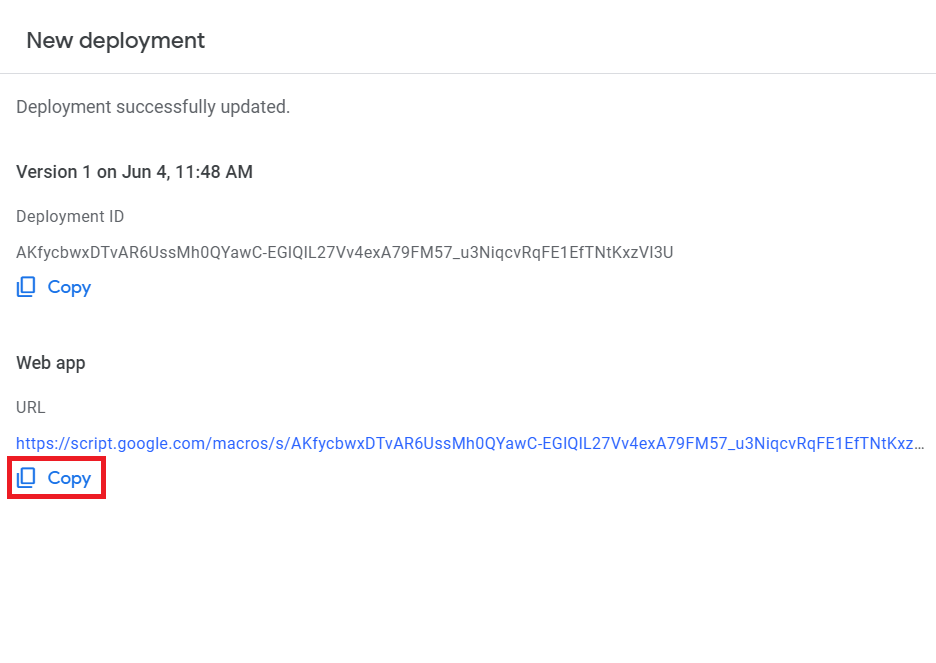 New deployment
Deployment successfully updated.
Version 1 on Jun 4, 11:48 AM
Deployment ID
AKfycbwxDTvAR6UssMh0QYawC-EGIQIL27Vv4exA79FM57_u3NiqcvRqFE1EfTNtKxzVI3U
Copy
Web app
URL
https://script.google.com/macros/s/AKfycbwxDTvAR6UssMh0QYawC-EGIQIL27Vv4exA79FM57_u3NiqcvRqFE1EfTNtKxz...
Copy